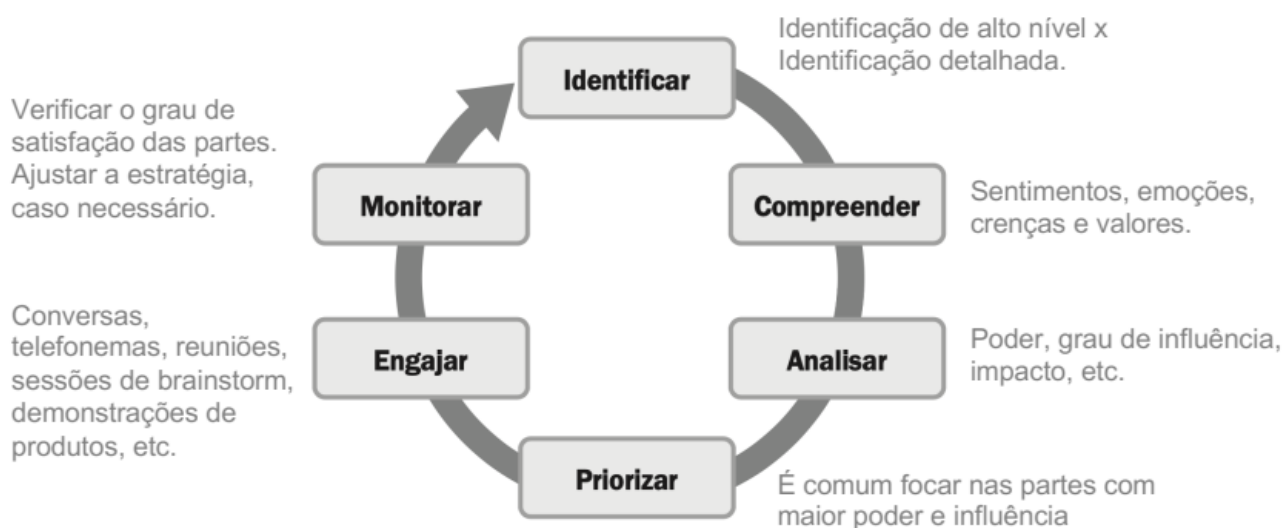 Identificar
Identificação de alto nível x
Identificação detalhada.
Compreender
Sentimentos, emoções,
crenças e valores.
Analisar
Poder, grau de influência,
impacto, etc.
Priorizar
É comum focar nas partes com
maior poder e influência
Engajar
Conversas,
telefonemas, reuniões,
sessões de brainstorm,
demonstrações de
produtos, etc.
Monitorar
Verificar o grau de
satisfação das partes.
Ajustar a estratégia,
caso necessário.